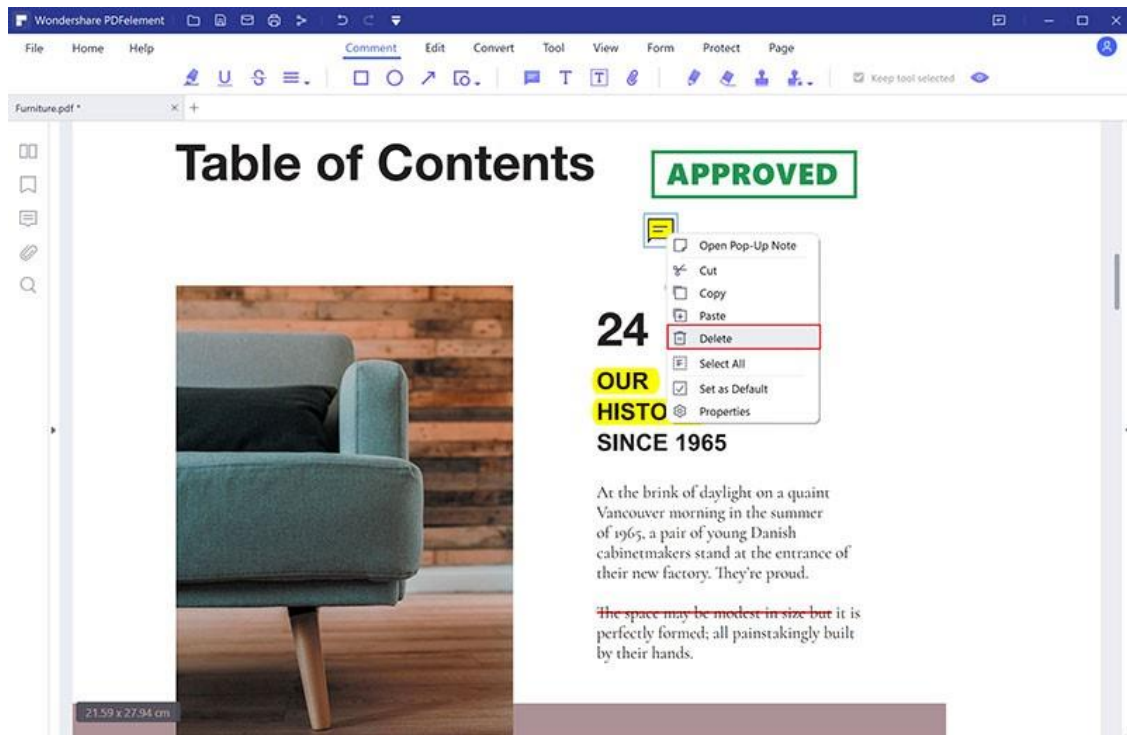 Wondershare PDFelement
File Home Help Comment Edit Convert Tool View Form Protect Page
Keep tool selected
Furniture.pdf *
Table of Contents
APPROVED
Open Pop-Up Note
Cut
Copy
Paste
Delete
Select All
Set as Default
Properties
24
OUR
HISTO
SINCE 1965
At the brink of daylight on a quaint
Vancouver morning in the summer
of 1965, a pair of young Danish
cabinetmakers stand at the entrance of
their new factory. They're proud.
The space may be modest in size but it is
perfectly formed; all painstakingly built
by their hands.
21.59 x 27.94 cm